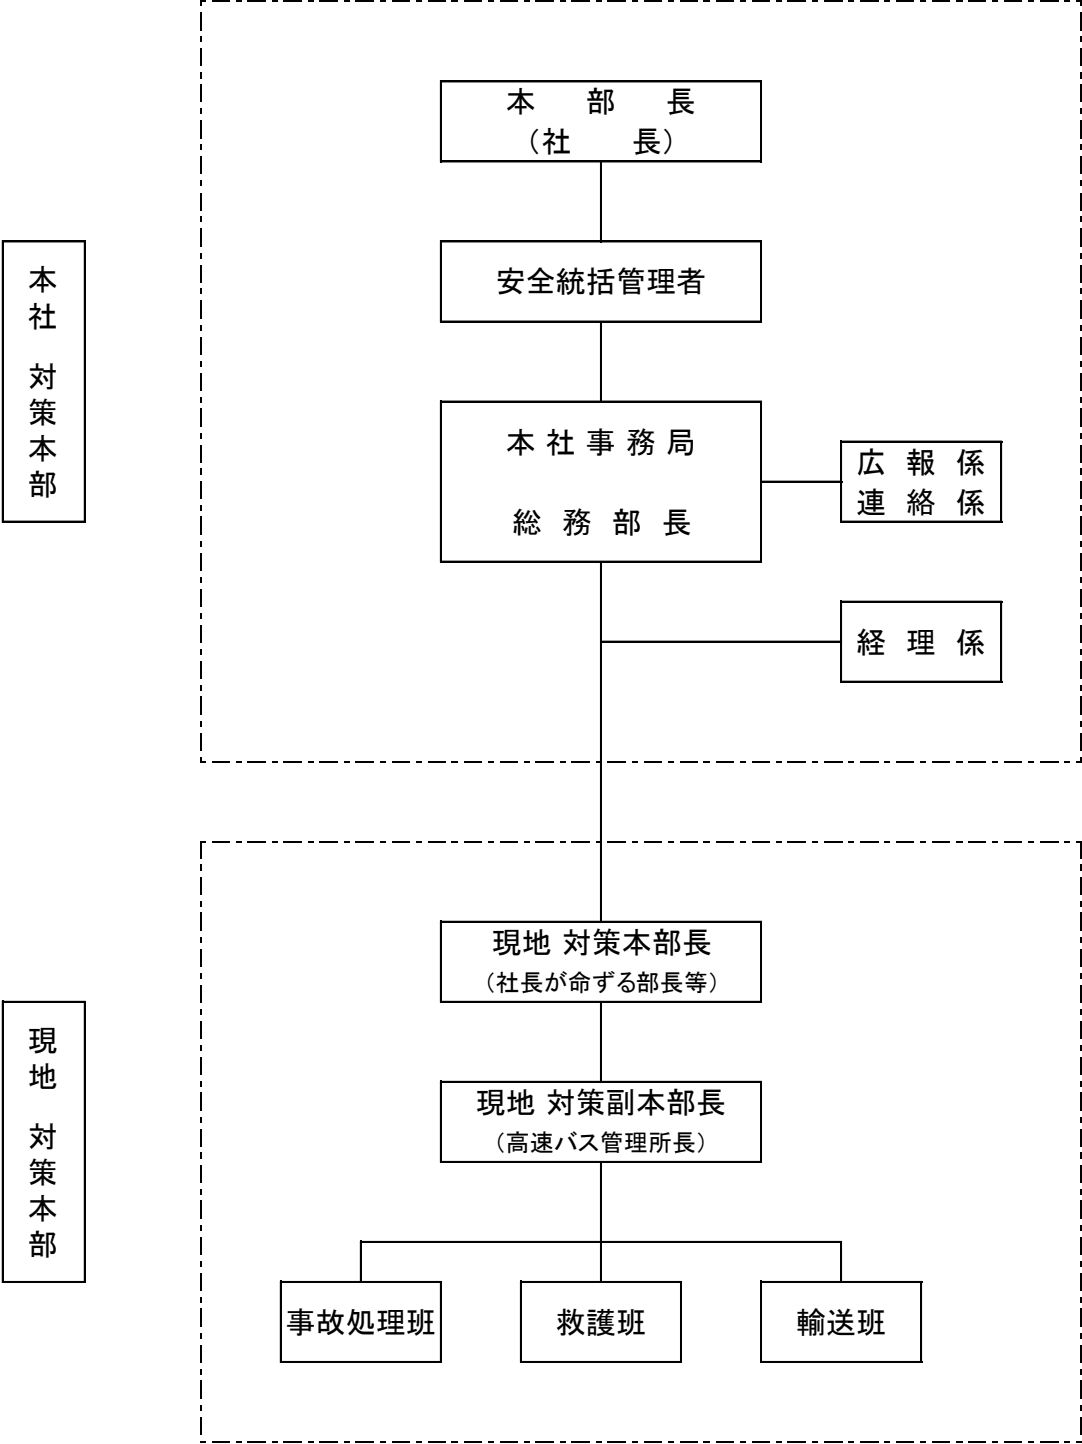 本部長
（社長）
安全統括管理者
本社 対策本部
本社事務局
総務部長
広報係
連絡係
経理係
現地 対策本部長
（社長が命ずる部長等）
現地 対策本部
現地 対策副本部長
（高速バス管理所長）
事故処理班
救護班
輸送班